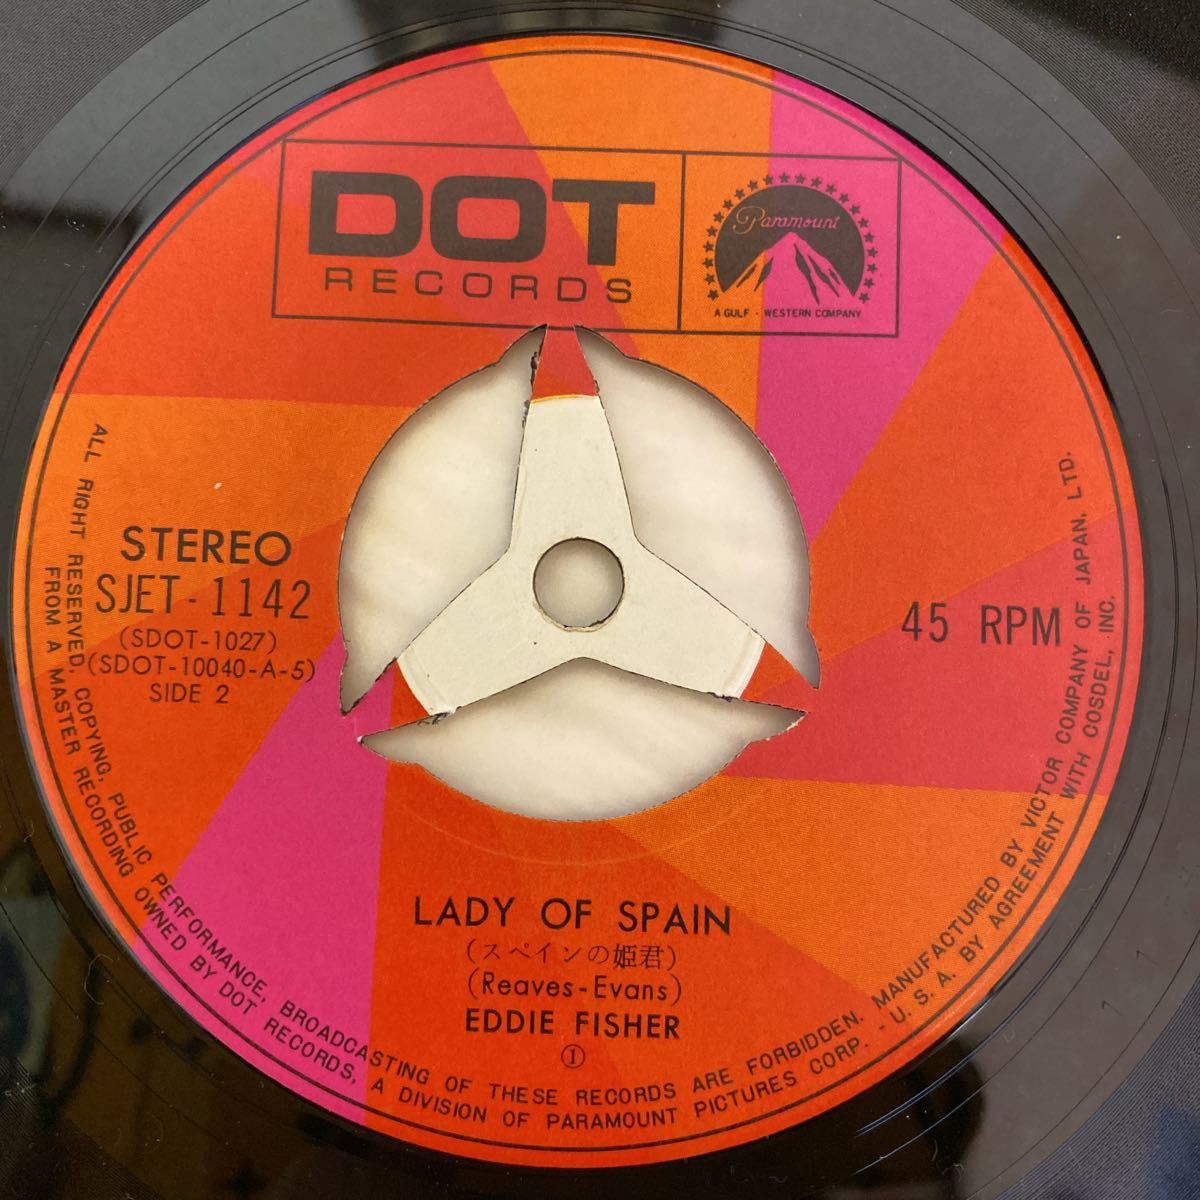 DOT
RECORDS
Paramount
A GULF - WESTERN COMPANY
STEREO
SJET-1142
(SDOT-1027)
(SDOT-10040-A-5)
SIDE 2
45 RPM
LADY OF SPAIN
(スペインの姫君)
(Reaves-Evans)
EDDIE FISHER
①
ALL RIGHT RESERVED. COPYING, PUBLIC PERFORMANCE, BROADCASTING OF THESE RECORDS ARE FORBIDDEN. MANUFACTURED BY VICTOR COMPANY OF JAPAN, LTD.
FROM A MASTER RECORDING OWNED BY DOT RECORDS, A DIVISION OF PARAMOUNT PICTURES CORP. - U. S. A. BY AGREEMENT WITH COSDEL, INC.